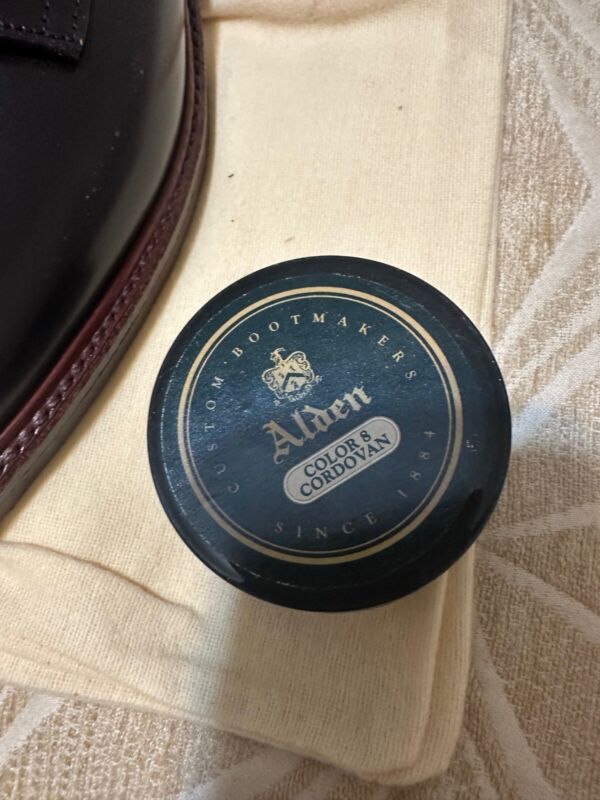 CUSTOM · BOOTMAKERS
Alden
COLOR 8
CORDOVAN
SINCE 1884